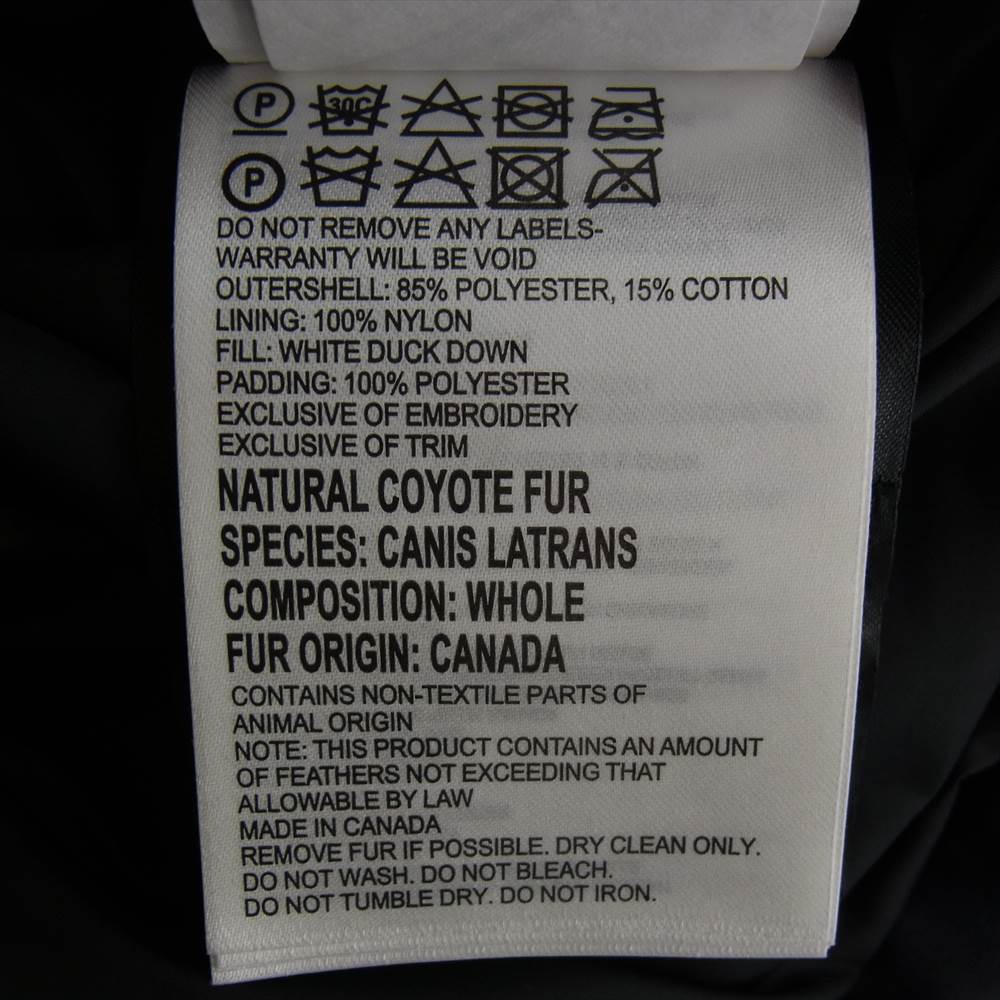 P 30C
P
DO NOT REMOVE ANY LABELS-
WARRANTY WILL BE VOID
OUTERSHELL: 85% POLYESTER, 15% COTTON
LINING: 100% NYLON
FILL: WHITE DUCK DOWN
PADDING: 100% POLYESTER
EXCLUSIVE OF EMBROIDERY
EXCLUSIVE OF TRIM
NATURAL COYOTE FUR
SPECIES: CANIS LATRANS
COMPOSITION: WHOLE
FUR ORIGIN: CANADA
CONTAINS NON-TEXTILE PARTS OF
ANIMAL ORIGIN
NOTE: THIS PRODUCT CONTAINS AN AMOUNT
OF FEATHERS NOT EXCEEDING THAT
ALLOWABLE BY LAW
MADE IN CANADA
REMOVE FUR IF POSSIBLE. DRY CLEAN ONLY.
DO NOT WASH. DO NOT BLEACH.
DO NOT TUMBLE DRY. DO NOT IRON.